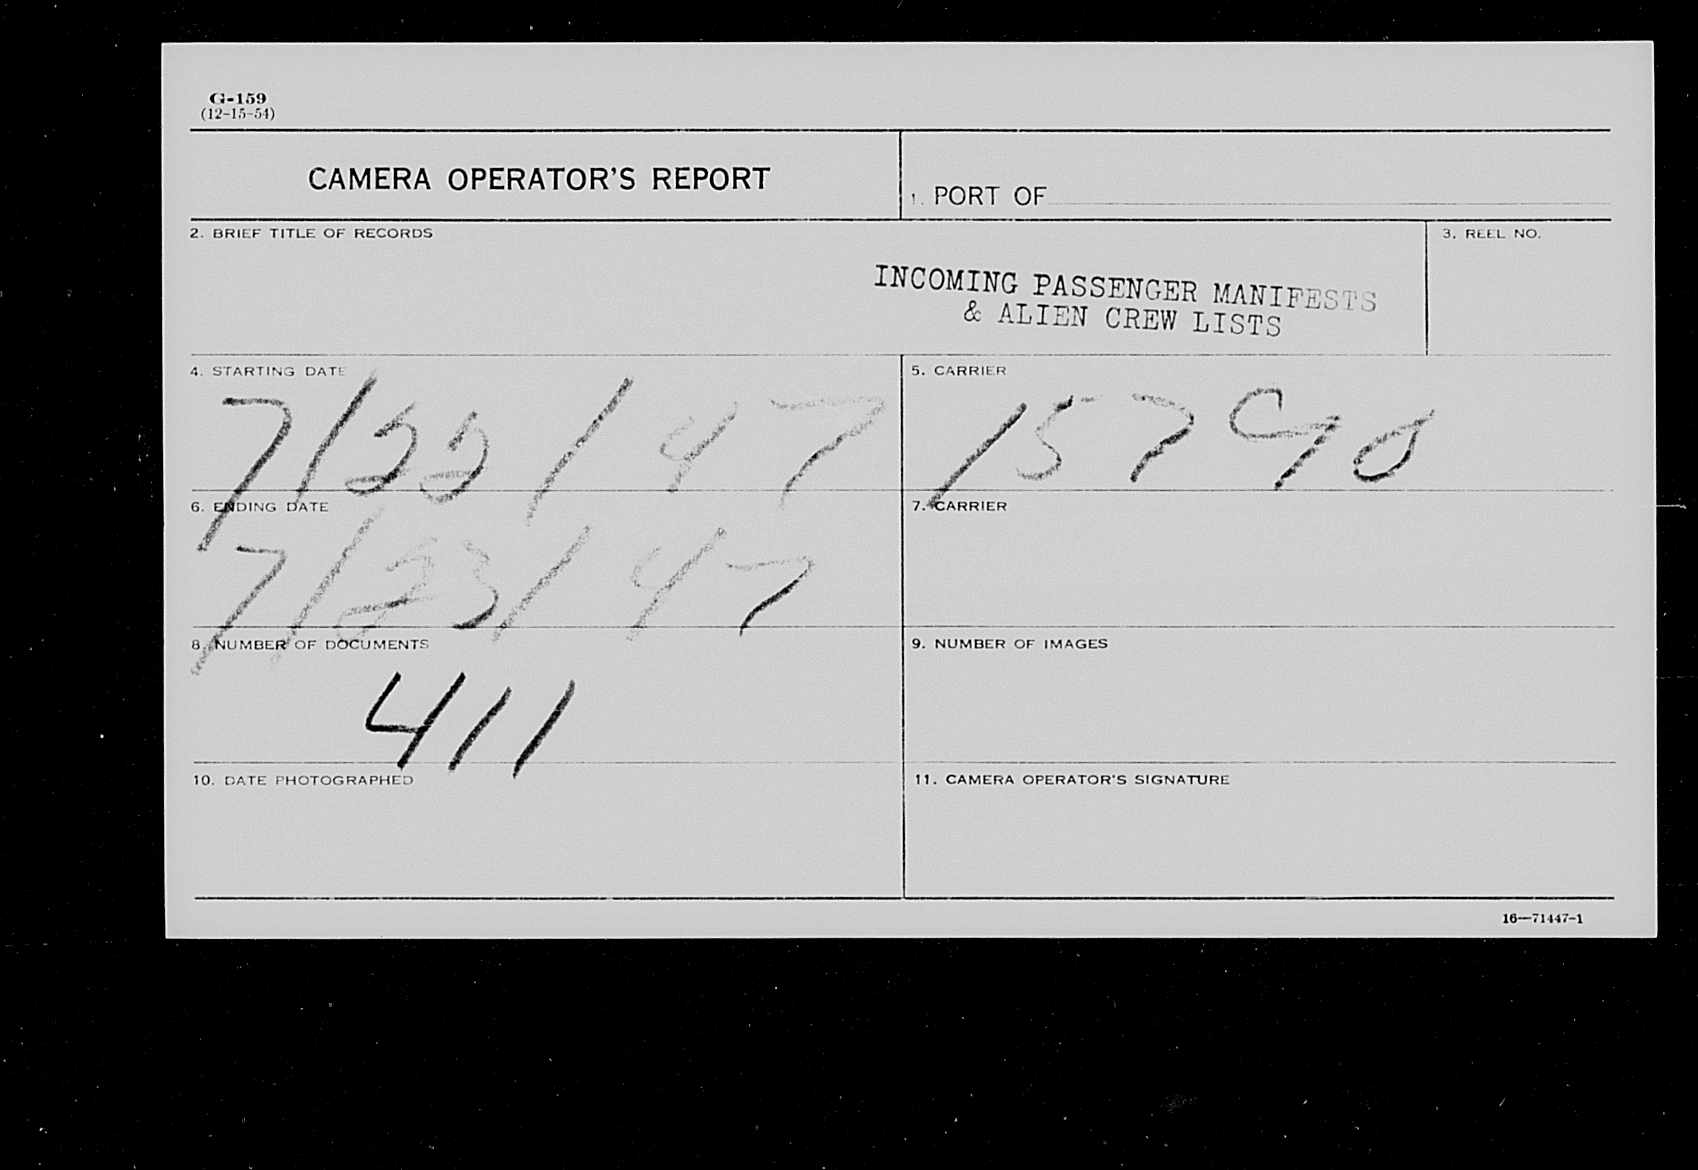 G-159
(12-15-54)
CAMERA OPERATOR'S REPORT
1. PORT OF
2. BRIEF TITLE OF RECORDS
3. REEL NO.
INCOMING PASSENGER MANIFESTS
& ALIEN CREW LISTS
4. STARTING DATE
7/22/47
5. CARRIER
15790
6. ENDING DATE
7/23/47
7. CARRIER
8. NUMBER OF DOCUMENTS
411
9. NUMBER OF IMAGES
10. DATE PHOTOGRAPHED
11. CAMERA OPERATOR'S SIGNATURE
16—71447-1